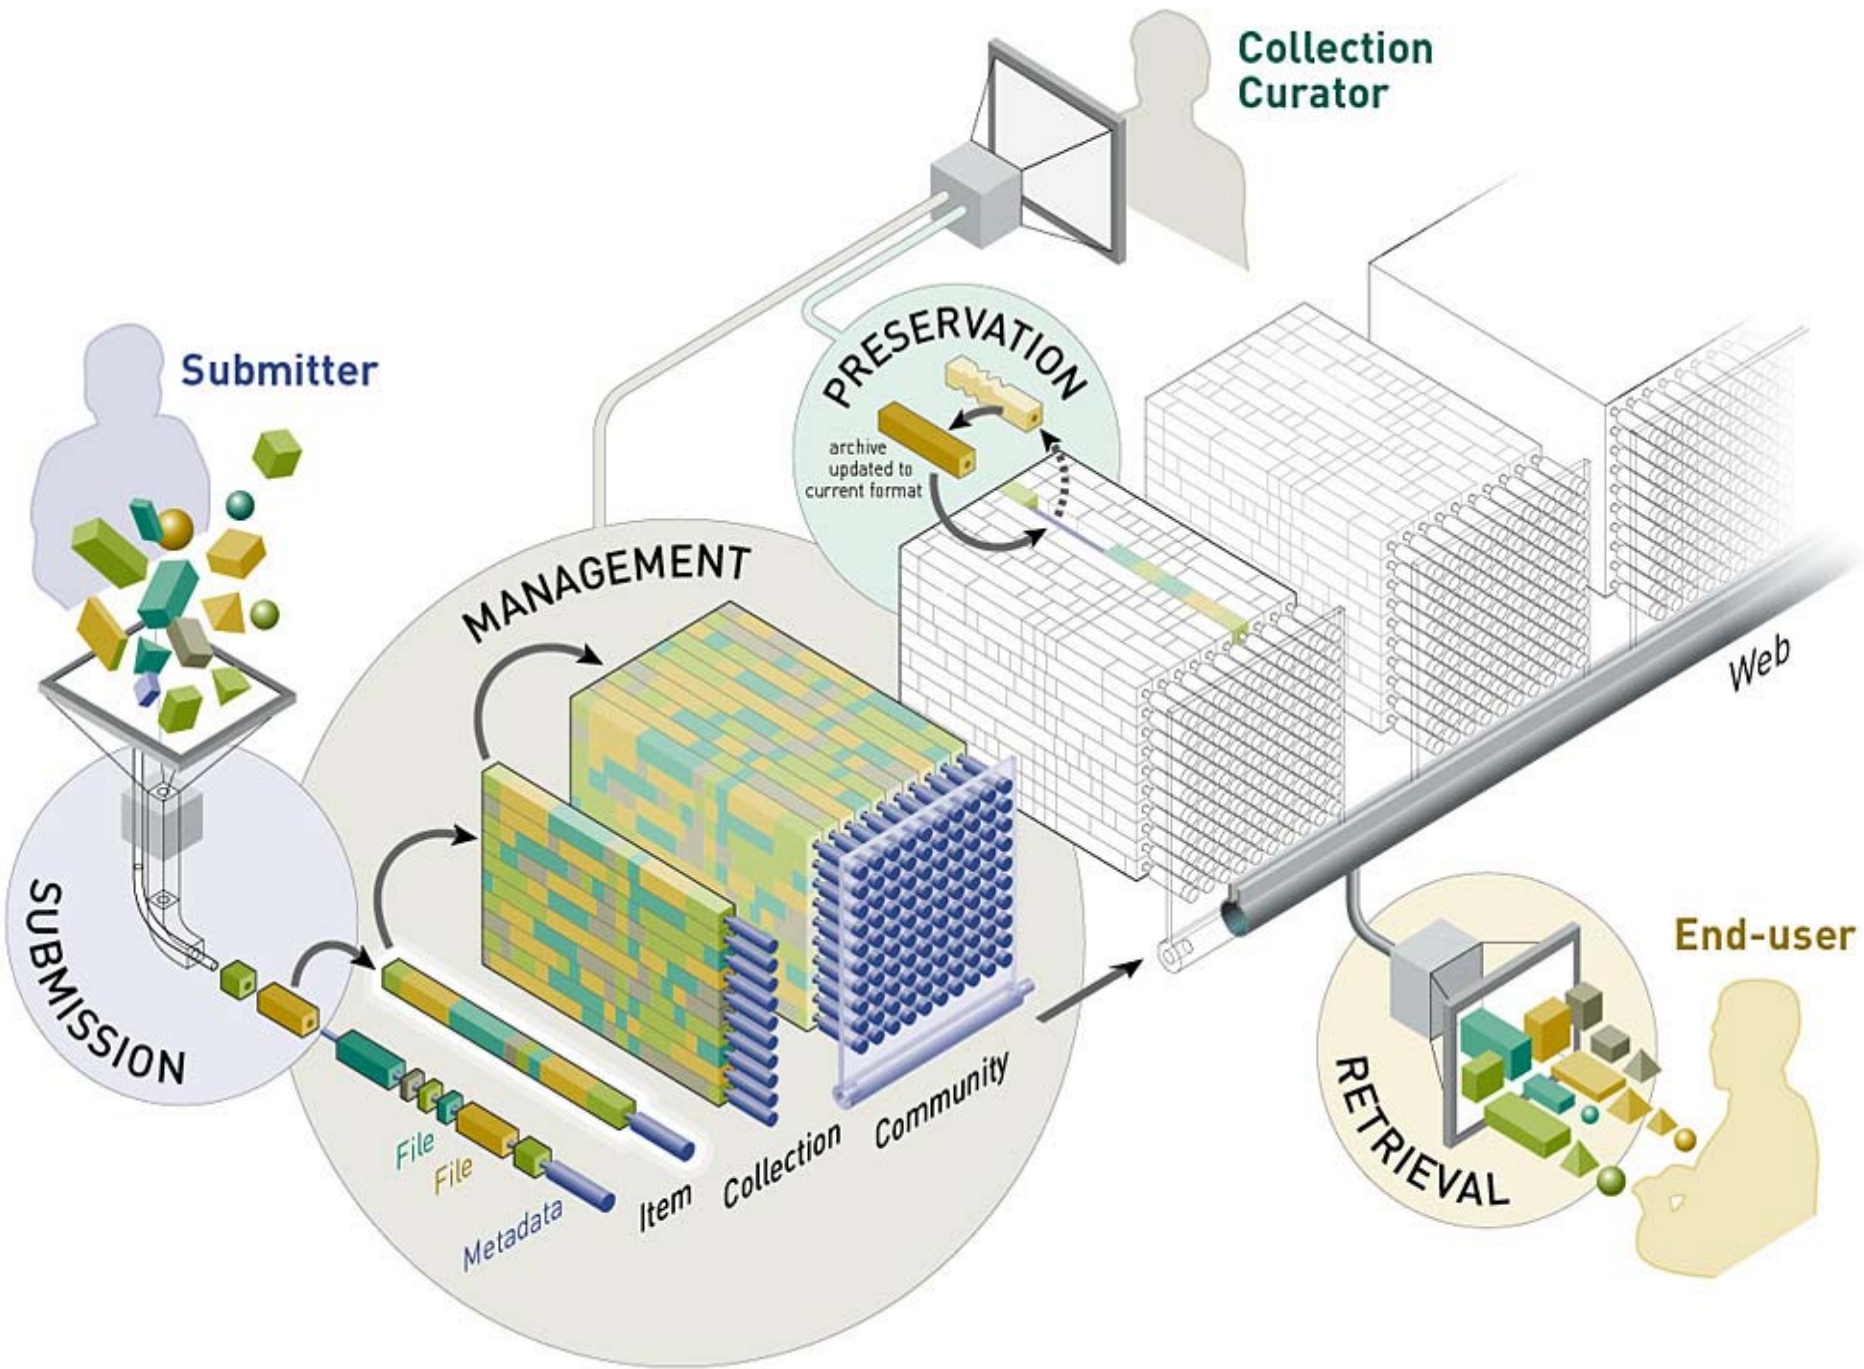 Collection
Curator
PRESERVATION
archive
updated to
current format
Submitter
MANAGEMENT
Web
SUBMISSION
End-user
RETRIEVAL
File
File
Metadata
Item
Collection
Community